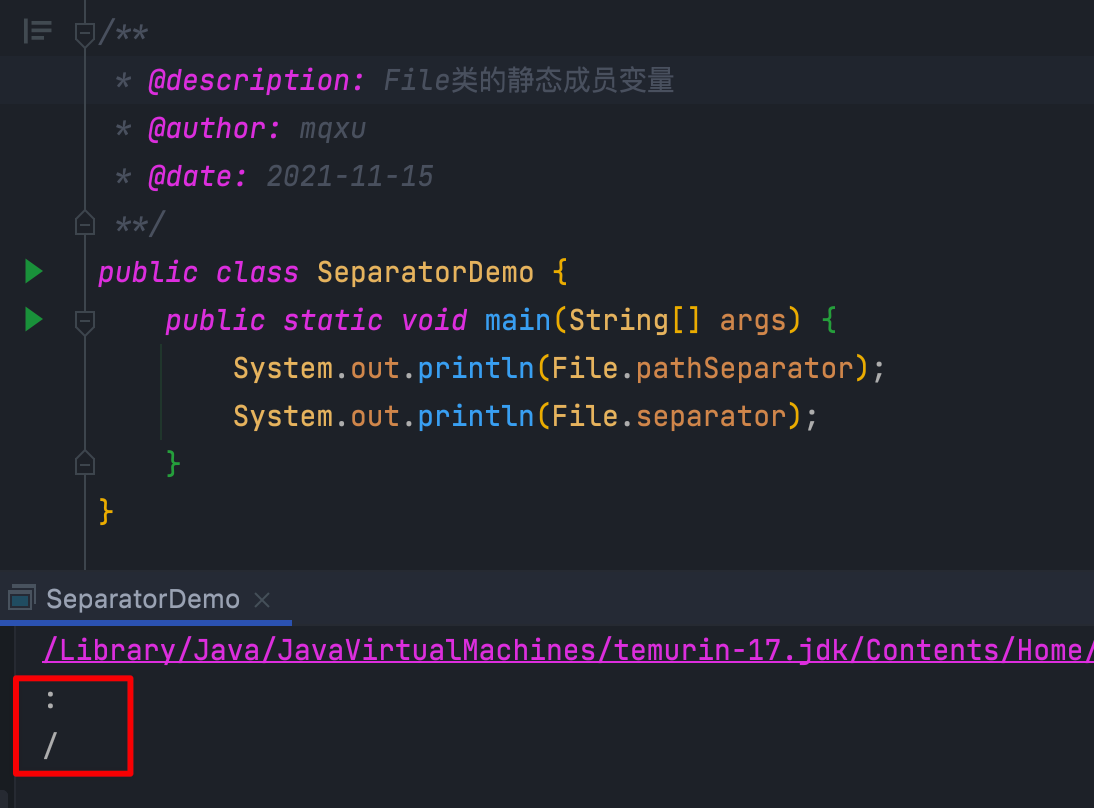 /**
 * @description: File类的静态成员变量
 * @author: mqxu
 * @date: 2021-11-15
 **/
public class SeparatorDemo {
    public static void main(String[] args) {
        System.out.println(File.pathSeparator);
        System.out.println(File.separator);
    }
}
SeparatorDemo ×
/Library/Java/JavaVirtualMachines/temurin-17.jdk/Contents/Home/
:
/